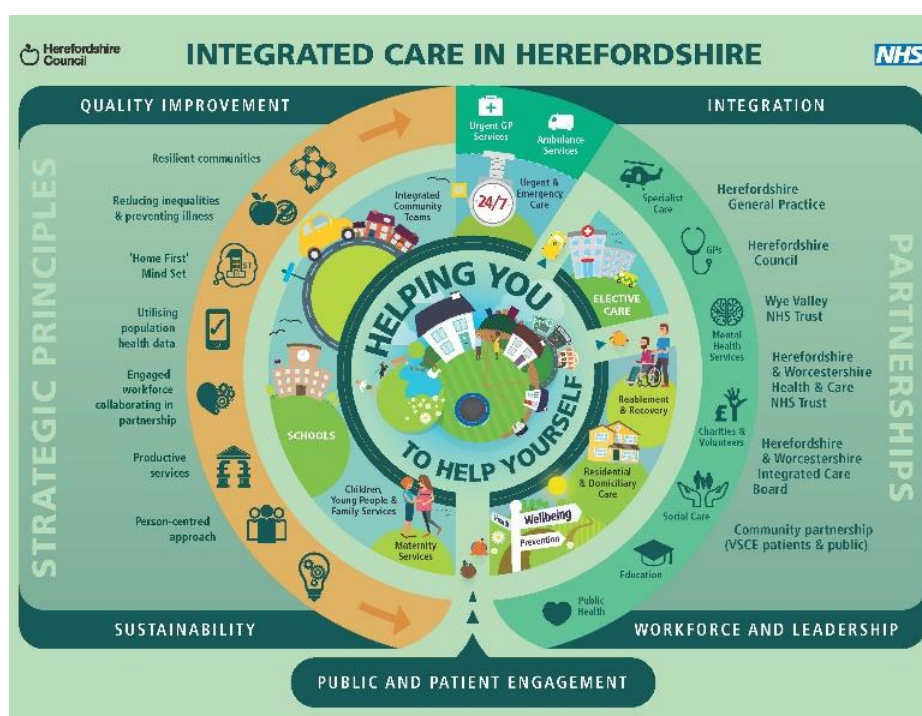 Herefordshire
Council
INTEGRATED CARE IN HEREFORDSHIRE
NHS
QUALITY IMPROVEMENT
INTEGRATION
STRATEGIC PRINCIPLES
Resilient communities
Reducing inequalities
& preventing illness
'Home First'
Mind Set
Utilising
population
health data
Engaged
workforce
collaborating in
partnership
Productive
services
Person-centred
approach
Urgent GP
Services
Ambulance
Services
Integrated
Community
Teams
Urgent &
Emergency
Care
24/7
ELECTIVE
CARE
HELPING YOU
TO HELP YOURSELF
SCHOOLS
Reablement
& Recovery
Residential
& Domiciliary
Care
Children,
Young People &
Family Services
Maternity
Services
Wellbeing
Prevention
Specialist
Care
GPs
Mental
Health
Services
£
Charities &
Volunteers
Social Care
Education
Public
Health
Herefordshire
General Practice
Herefordshire
Council
Wye Valley
NHS Trust
Herefordshire
& Worcestershire
Health & Care
NHS Trust
Herefordshire
& Worcestershire
Integrated Care
Board
Community partnership
(VSCE patients & public)
PARTNERSHIPS
SUSTAINABILITY
WORKFORCE AND LEADERSHIP
PUBLIC AND PATIENT ENGAGEMENT